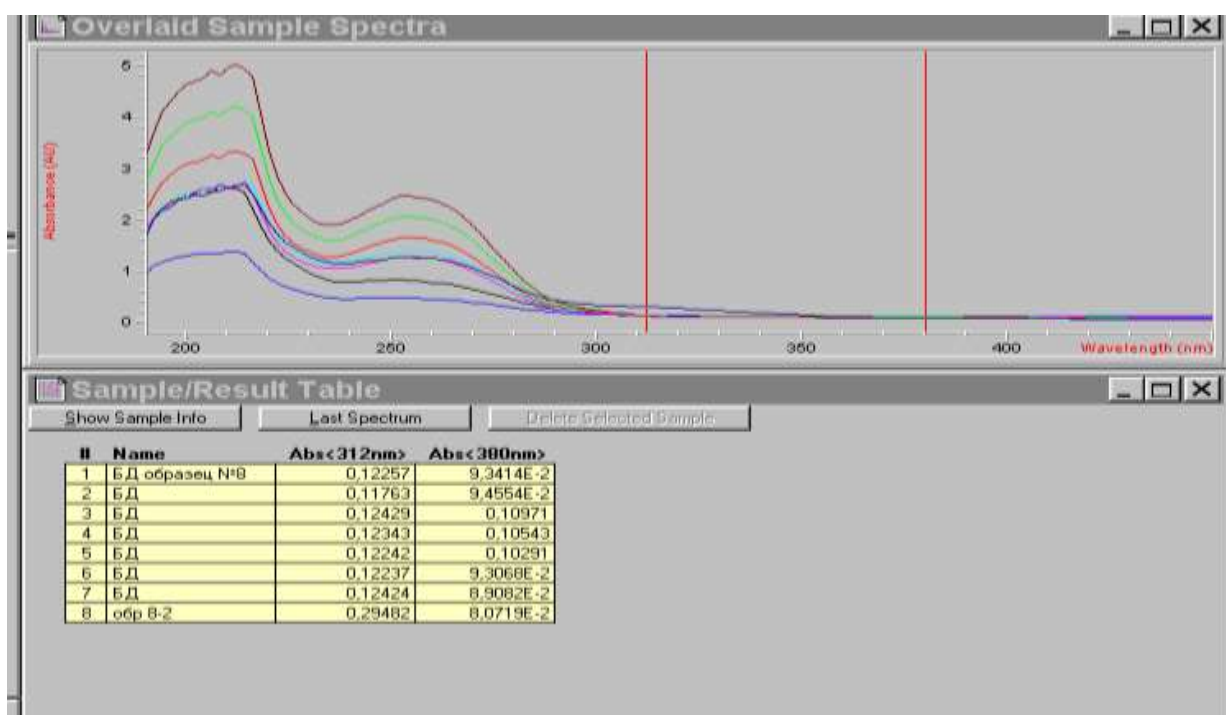 Overlaid Sample Spectra
Absorbance (AU)
5
4
3
2
1
0
200 250 300 350 400 Wavelength (nm)
Sample/Result Table
Show Sample Info Last Spectrum Delete Selected Sample
# Name Abs<312nm> Abs<380nm>
1 БД образец №8 0,12257 9,3414E-2
2 БД 0,11763 9,4554E-2
3 БД 0,12429 0,10971
4 БД 0,12343 0,10543
5 БД 0,12242 0,10291
6 БД 0,12237 9,3068E-2
7 БД 0,12424 8,9082E-2
8 обр 8-2 0,29482 8,0719E-2